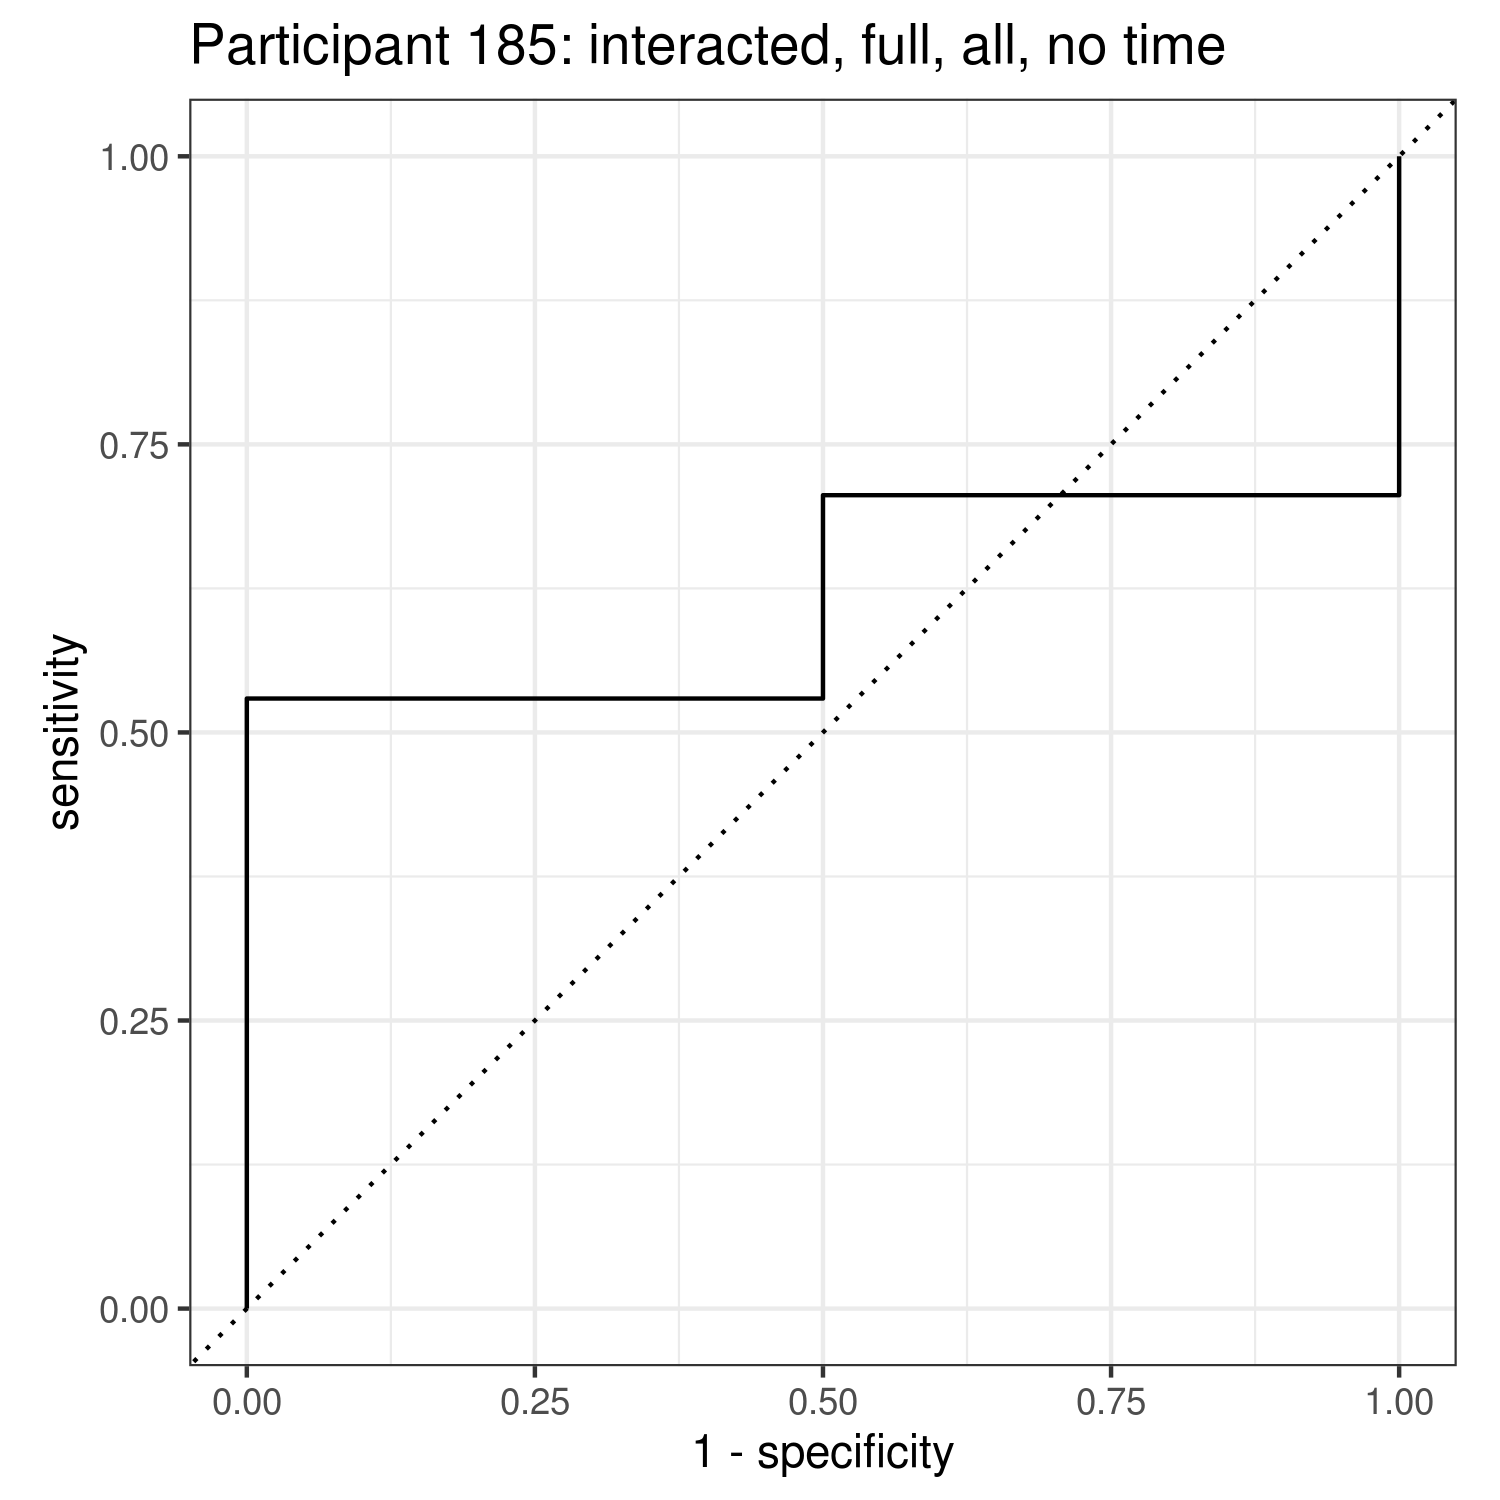 Participant 185: interacted, full, all, no time
1.00
0.75
0.50
0.25
0.00
sensitivity
0.00 0.25 0.50 0.75 1.00
1 - specificity